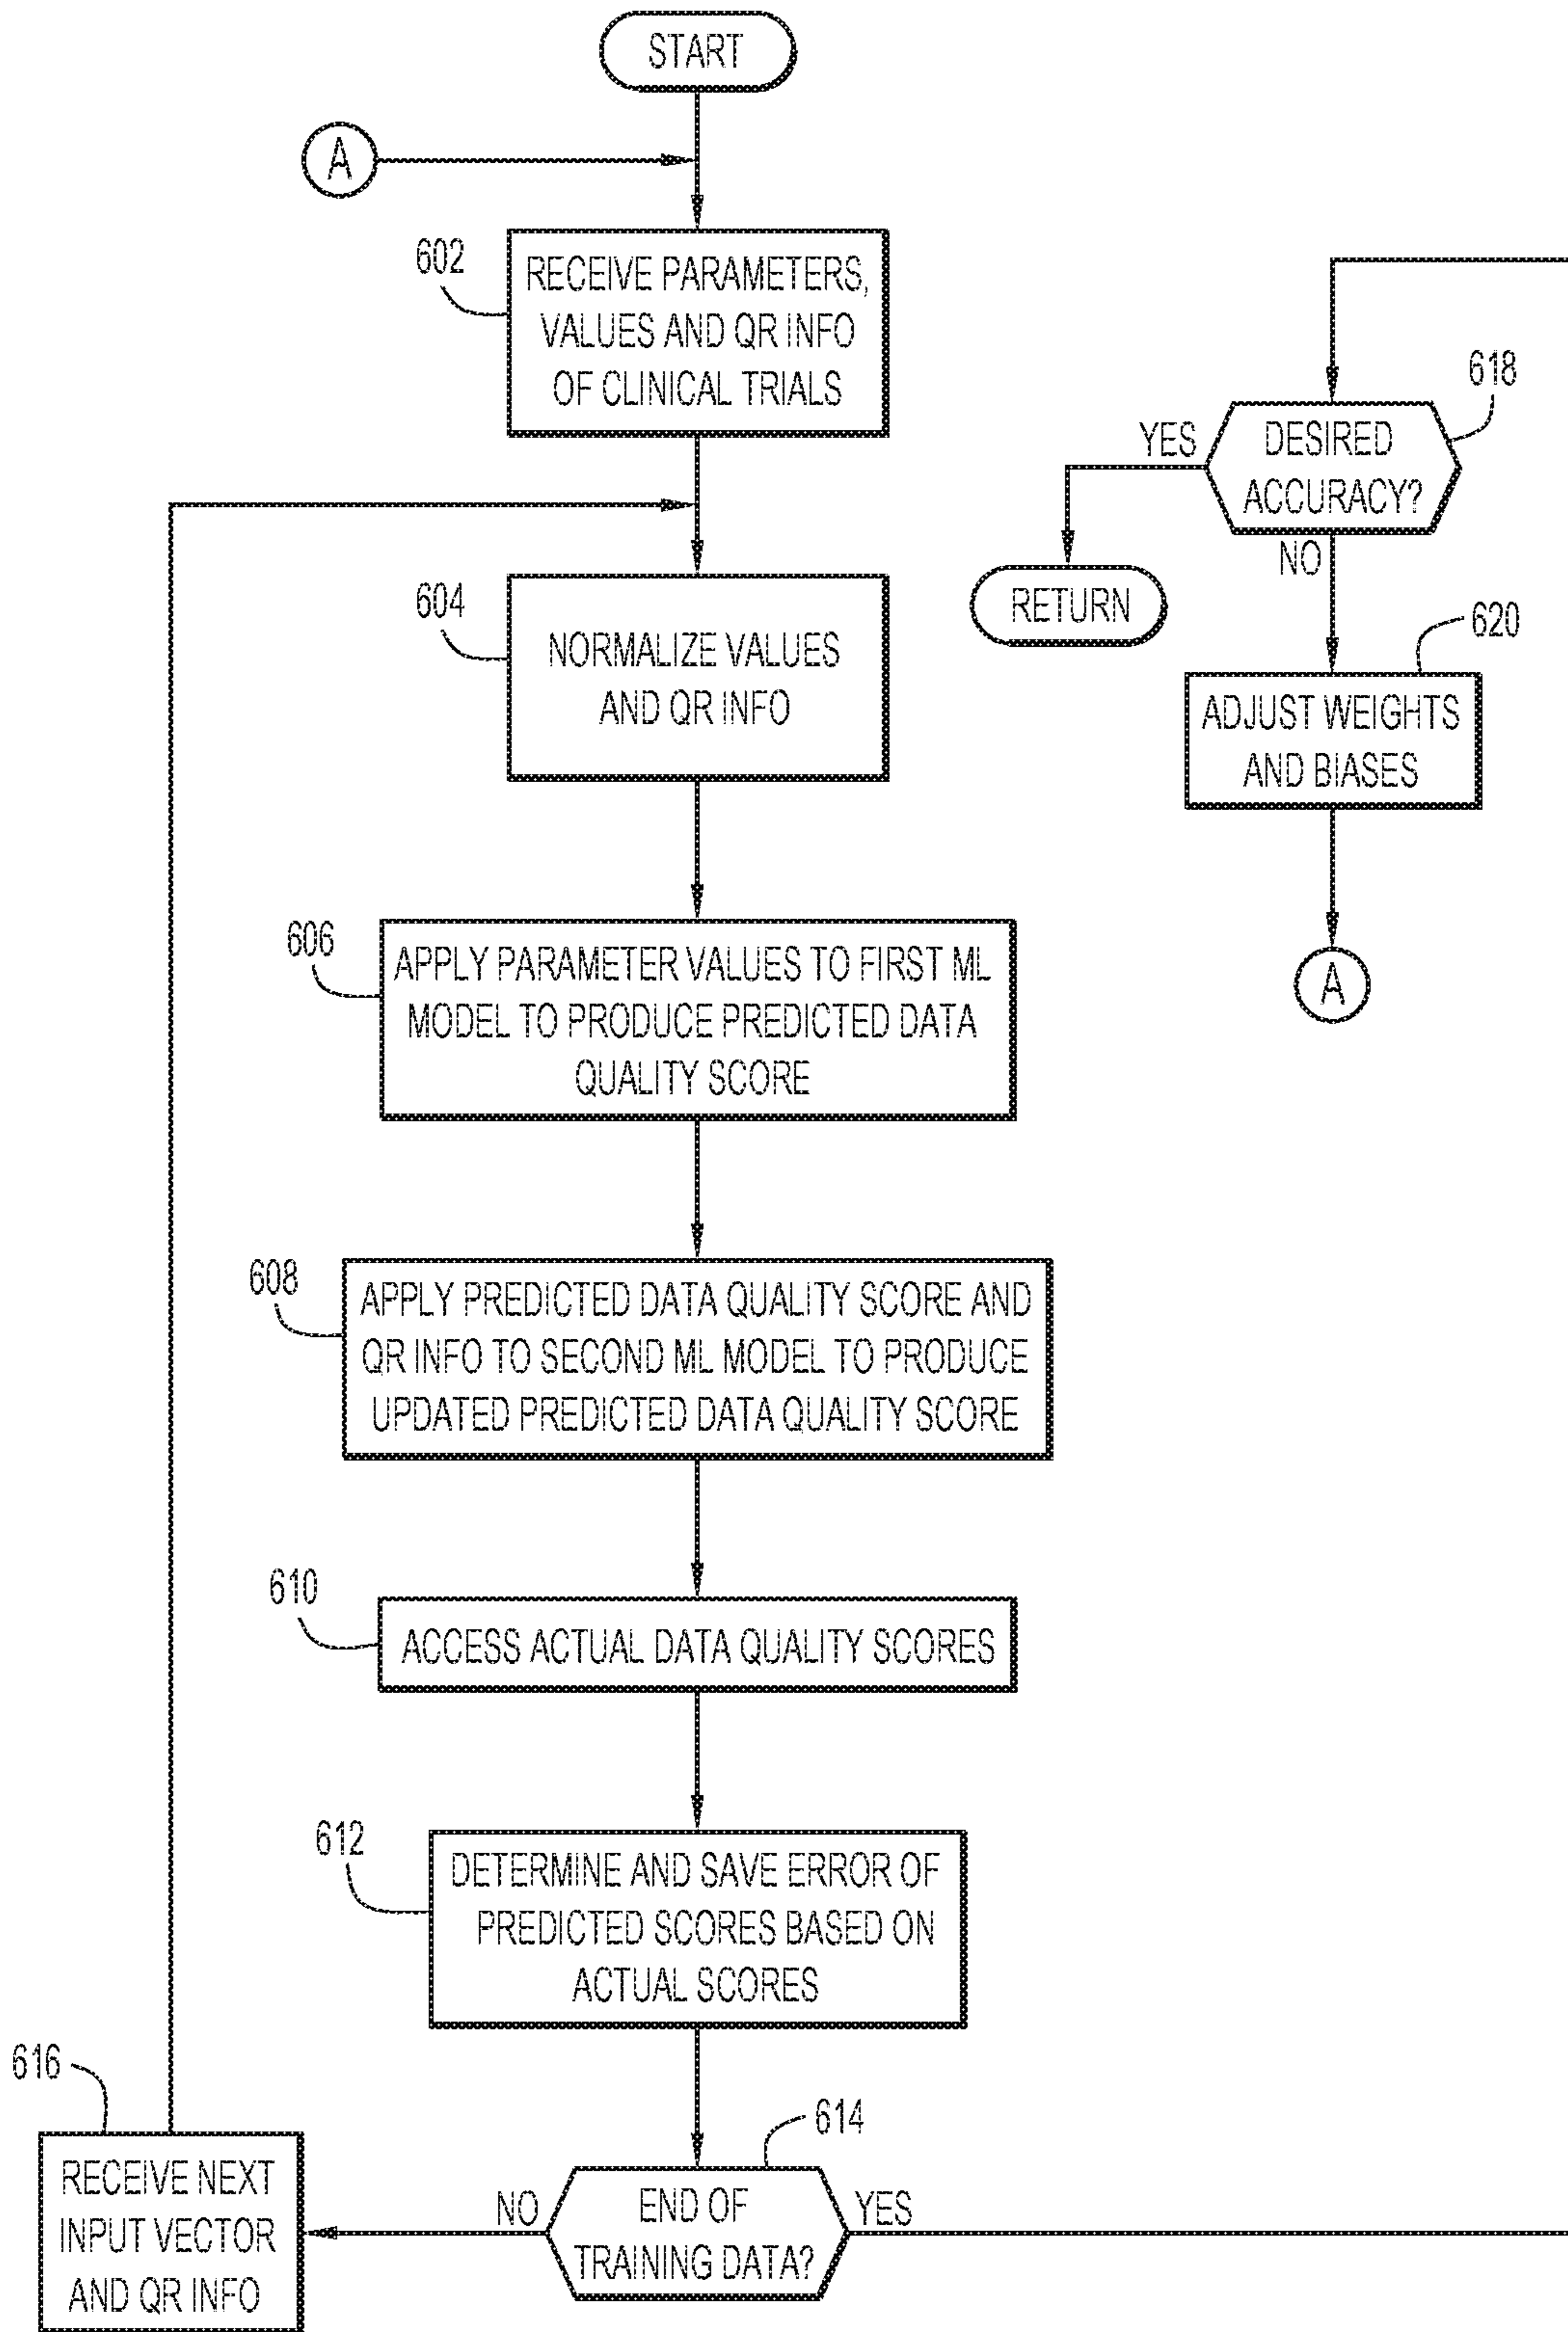 START
A
602
RECEIVE PARAMETERS,
VALUES AND QR INFO
OF CLINICAL TRIALS
604
NORMALIZE VALUES
AND QR INFO
606
APPLY PARAMETER VALUES TO FIRST ML
MODEL TO PRODUCE PREDICTED DATA
QUALITY SCORE
608
APPLY PREDICTED DATA QUALITY SCORE AND
QR INFO TO SECOND ML MODEL TO PRODUCE
UPDATED PREDICTED DATA QUALITY SCORE
610
ACCESS ACTUAL DATA QUALITY SCORES
612
DETERMINE AND SAVE ERROR OF
PREDICTED SCORES BASED ON
ACTUAL SCORES
614
END OF
TRAINING DATA?
NO
YES
616
RECEIVE NEXT
INPUT VECTOR
AND QR INFO
618
DESIRED
ACCURACY?
YES
NO
RETURN
620
ADJUST WEIGHTS
AND BIASES
A